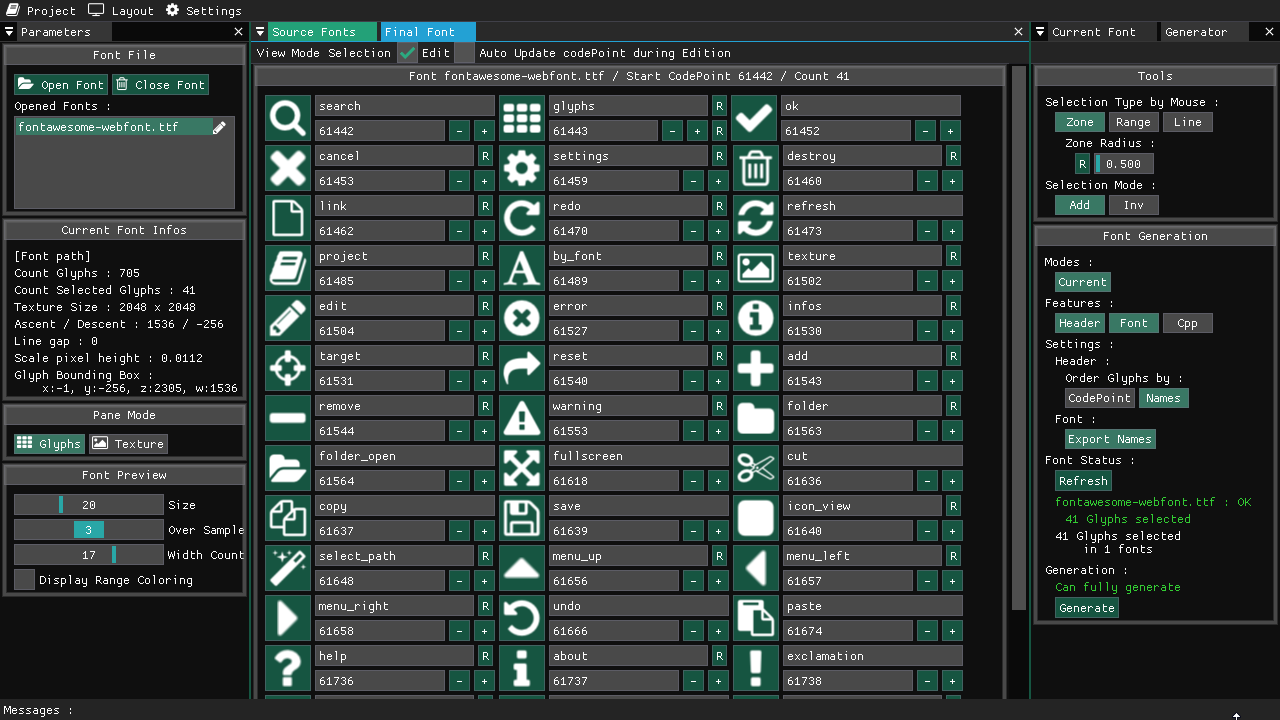 Project Layout Settings
Parameters
Font File
Open Font Close Font
Opened Fonts :
fontawesome-webfont.ttf
Current Font Infos
[Font path]
Count Glyphs : 705
Count Selected Glyphs : 41
Texture Size : 2048 x 2048
Ascent / Descent : 1536 / -256
Line gap : 0
Scale pixel height : 0.0112
Glyph Bounding Box :
x:-1, y:-256, z:2305, w:1536
Pane Mode
Glyphs Texture
Font Preview
20 Size
3 Over Sample
17 Width Count
Display Range Coloring
Source Fonts Final Font
View Mode Selection Edit Auto Update codePoint during Edition
Font fontawesome-webfont.ttf / Start CodePoint 61442 / Count 41
search glyphs R ok
61442 - + 61443 - + R 61452 - +
cancel R settings R destroy R
61453 - + 61459 - + 61460 - +
link R redo R refresh
61462 - + 61470 - + 61473 - +
project R by_font R texture R
61485 - + 61489 - + 61502 - +
edit R error R infos R
61504 - + 61527 - + 61530 - +
target R reset R add R
61531 - + 61540 - + 61543 - +
remove R warning R folder R
61544 - + 61553 - + 61563 - +
folder_open fullscreen cut
61564 - + 61618 - + 61636 - +
copy save icon_view R
61637 - + 61639 - + 61640 - +
select_path R menu_up R menu_left R
61648 - + 61656 - + 61657 - +
menu_right R undo paste
61658 - + 61666 - + 61674 - +
help R about R exclamation
61736 - + 61737 - + 61738 - +
Current Font Generator
Tools
Selection Type by Mouse :
Zone Range Line
Zone Radius :
R 0.500
Selection Mode :
Add Inv
Font Generation
Modes :
Current
Features :
Header Font Cpp
Settings :
Header :
Order Glyphs by :
CodePoint Names
Font :
Export Names
Font Status :
Refresh
fontawesome-webfont.ttf : OK
41 Glyphs selected
41 Glyphs selected
in 1 fonts
Generation :
Can fully generate
Generate
Messages :